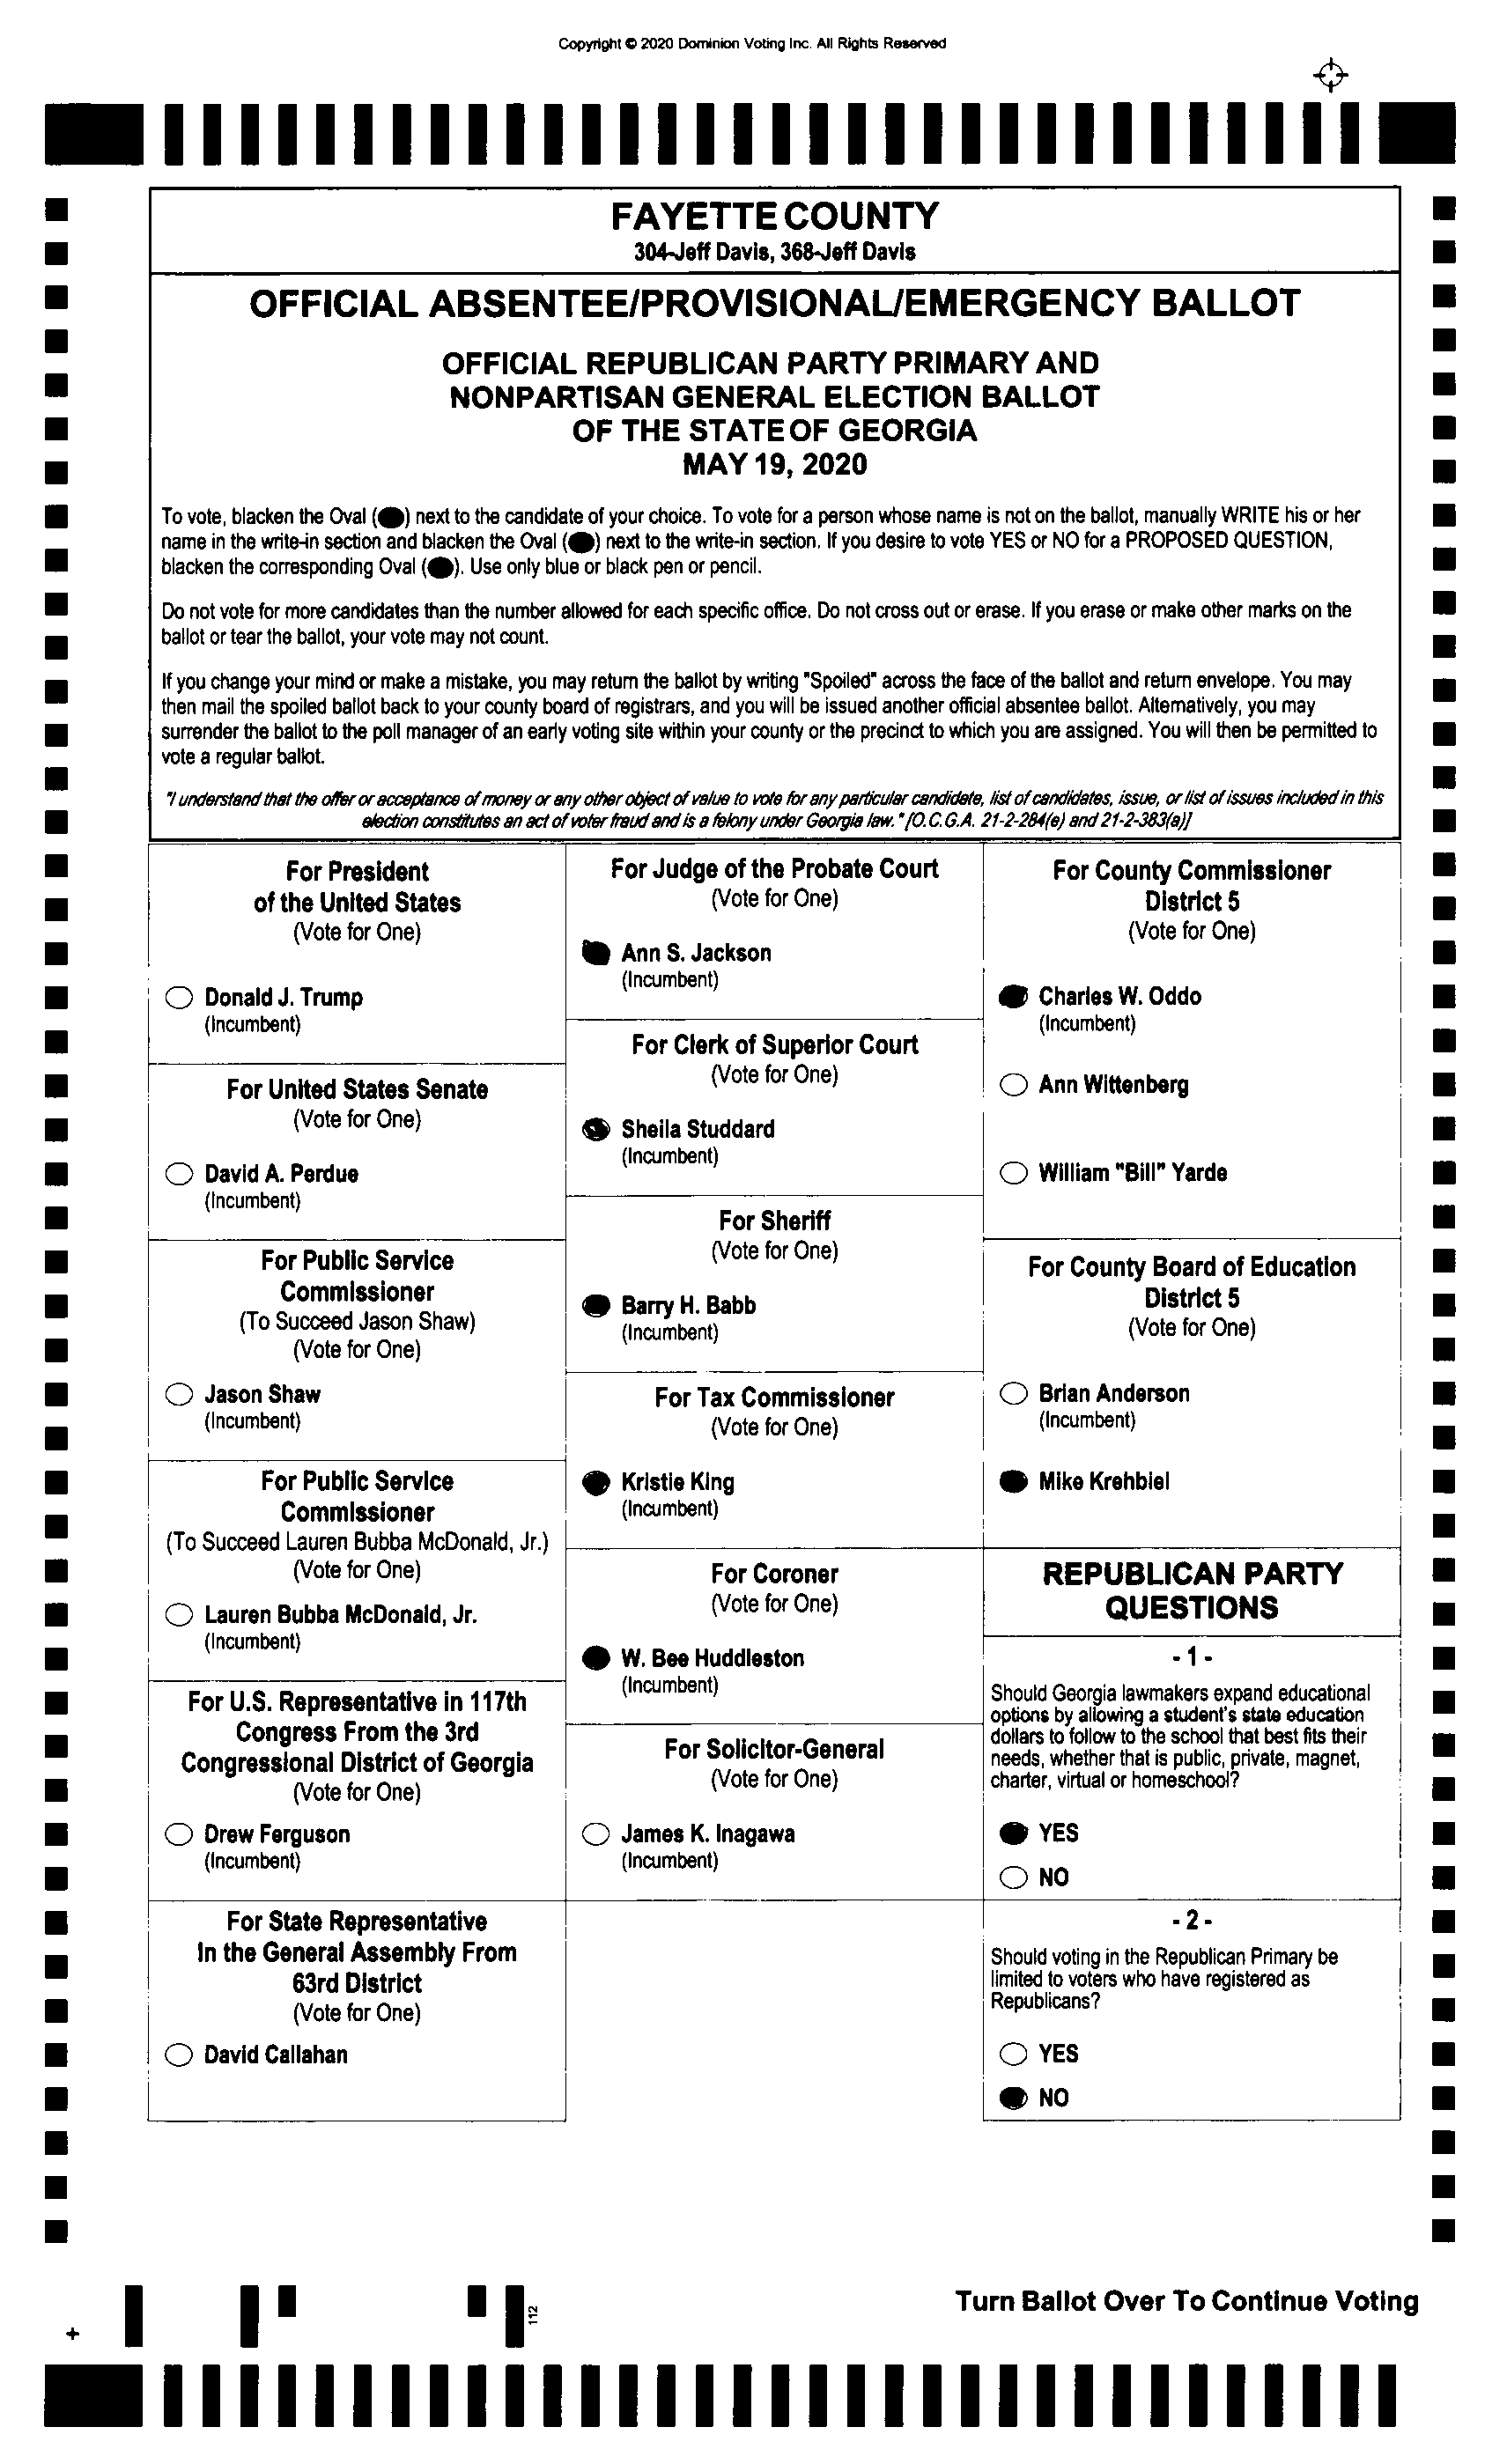 Copyright © 2020 Dominion Voting Inc. All Rights Reserved
FAYETTE COUNTY
304-Jeff Davis, 368-Jeff Davis
OFFICIAL ABSENTEE/PROVISIONAL/EMERGENCY BALLOT
OFFICIAL REPUBLICAN PARTY PRIMARY AND
NONPARTISAN GENERAL ELECTION BALLOT
OF THE STATE OF GEORGIA
MAY 19, 2020
To vote, blacken the Oval (●) next to the candidate of your choice. To vote for a person whose name is not on the ballot, manually WRITE his or her
name in the write-in section and blacken the Oval (●) next to the write-in section. If you desire to vote YES or NO for a PROPOSED QUESTION,
blacken the corresponding Oval (●). Use only blue or black pen or pencil.
Do not vote for more candidates than the number allowed for each specific office. Do not cross out or erase. If you erase or make other marks on the
ballot or tear the ballot, your vote may not count.
If you change your mind or make a mistake, you may return the ballot by writing "Spoiled" across the face of the ballot and return envelope. You may
then mail the spoiled ballot back to your county board of registrars, and you will be issued another official absentee ballot. Alternatively, you may
surrender the ballot to the poll manager of an early voting site within your county or the precinct to which you are assigned. You will then be permitted to
vote a regular ballot.
"I understand that the offer or acceptance of money or any other object of value to vote for any particular candidate, list of candidates, issue, or list of issues included in this
election constitutes an act of voter fraud and is a felony under Georgia law." [O.C.G.A. 21-2-284(e) and 21-2-383(a)]
For President
of the United States
(Vote for One)
Donald J. Trump
(Incumbent)
For United States Senate
(Vote for One)
David A. Perdue
(Incumbent)
For Public Service
Commissioner
(To Succeed Jason Shaw)
(Vote for One)
Jason Shaw
(Incumbent)
For Public Service
Commissioner
(To Succeed Lauren Bubba McDonald, Jr.)
(Vote for One)
Lauren Bubba McDonald, Jr.
(Incumbent)
For U.S. Representative in 117th
Congress From the 3rd
Congressional District of Georgia
(Vote for One)
Drew Ferguson
(Incumbent)
For State Representative
In the General Assembly From
63rd District
(Vote for One)
David Callahan
For Judge of the Probate Court
(Vote for One)
Ann S. Jackson
(Incumbent)
For Clerk of Superior Court
(Vote for One)
Sheila Studdard
(Incumbent)
For Sheriff
(Vote for One)
Barry H. Babb
(Incumbent)
For Tax Commissioner
(Vote for One)
Kristie King
(Incumbent)
For Coroner
(Vote for One)
W. Bee Huddleston
(Incumbent)
For Solicitor-General
(Vote for One)
James K. Inagawa
(Incumbent)
For County Commissioner
District 5
(Vote for One)
Charles W. Oddo
(Incumbent)
Ann Wittenberg
William "Bill" Yarde
For County Board of Education
District 5
(Vote for One)
Brian Anderson
(Incumbent)
Mike Krehbiel
REPUBLICAN PARTY
QUESTIONS
- 1 -
Should Georgia lawmakers expand educational
options by allowing a student's state education
dollars to follow to the school that best fits their
needs, whether that is public, private, magnet,
charter, virtual or homeschool?
YES
NO
- 2 -
Should voting in the Republican Primary be
limited to voters who have registered as
Republicans?
YES
NO
112
Turn Ballot Over To Continue Voting